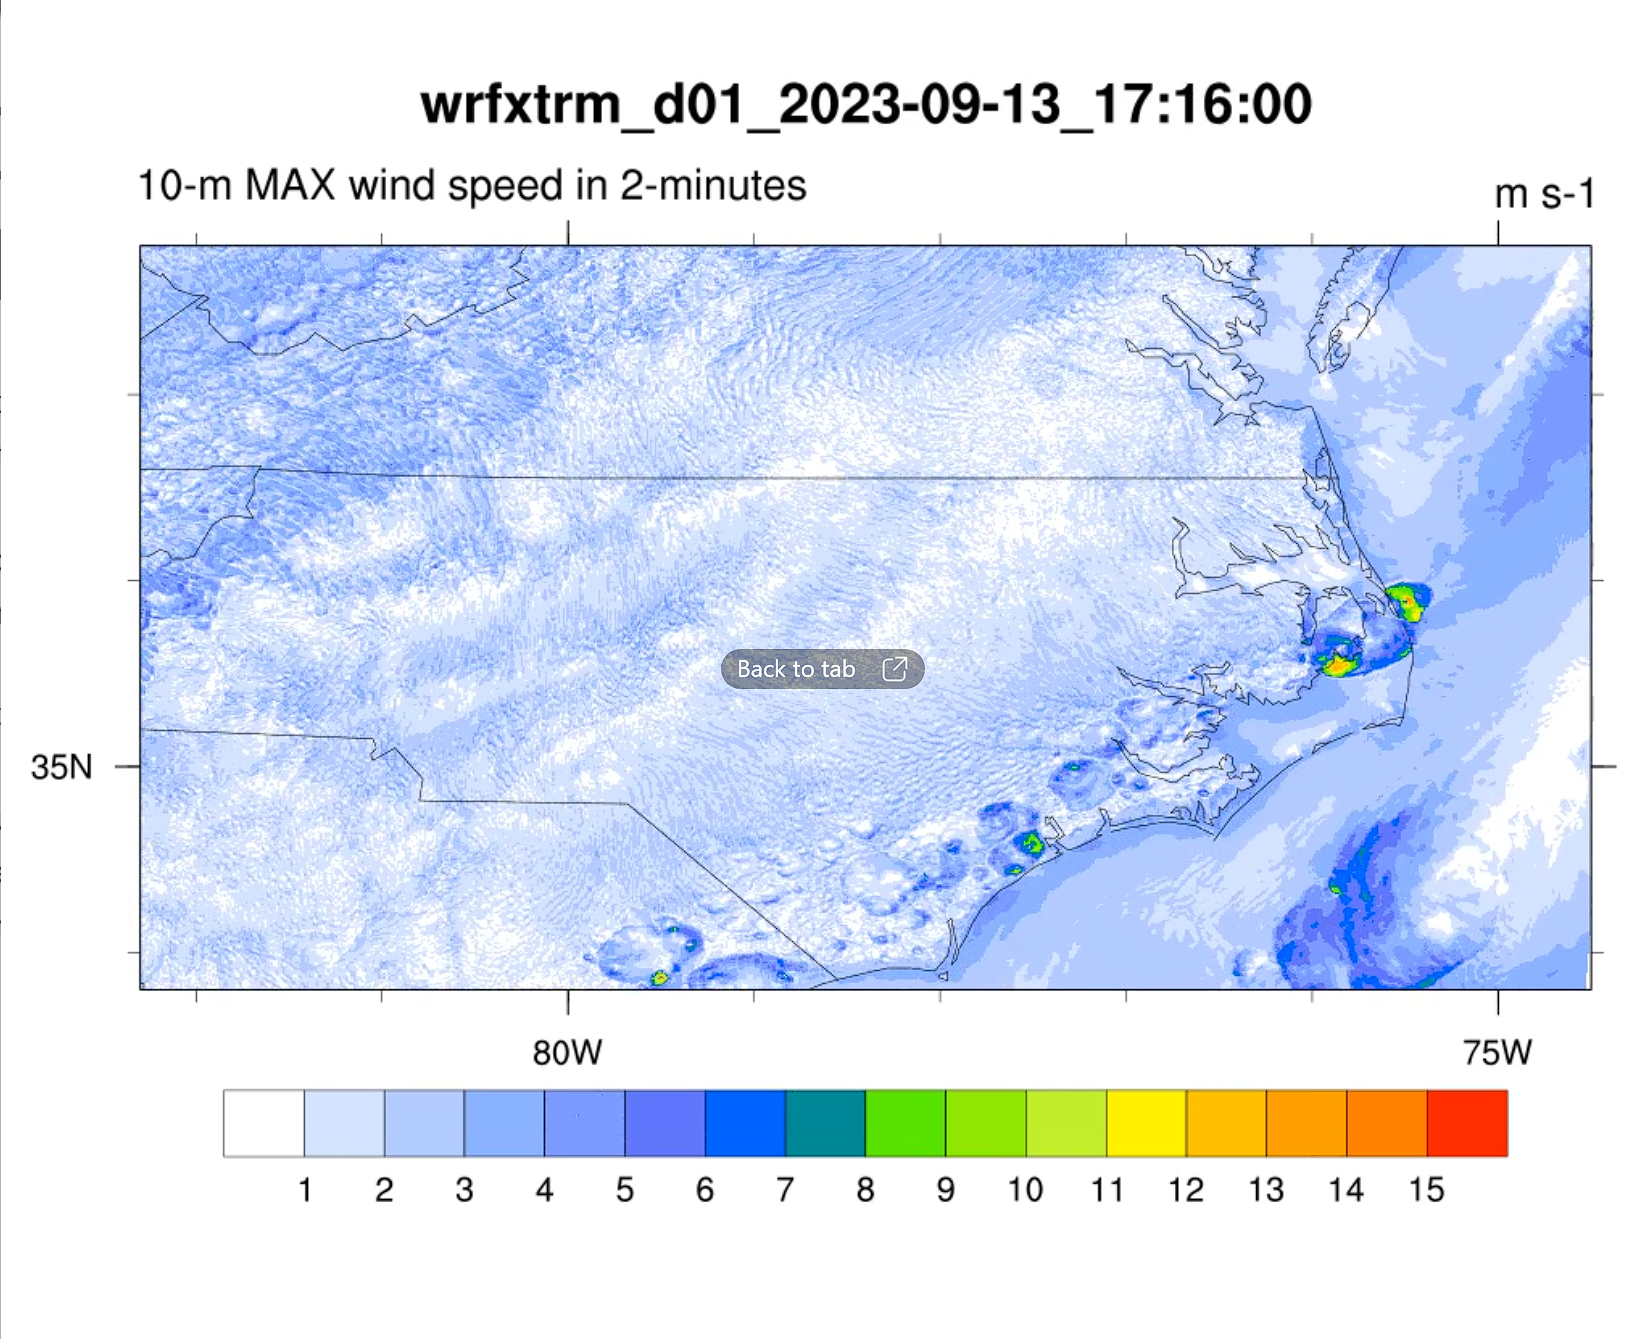 wrfxtrm_d01_2023-09-13_17:16:00
10-m MAX wind speed in 2-minutes
m s-1
Back to tab
35N
80W
75W
1 2 3 4 5 6 7 8 9 10 11 12 13 14 15